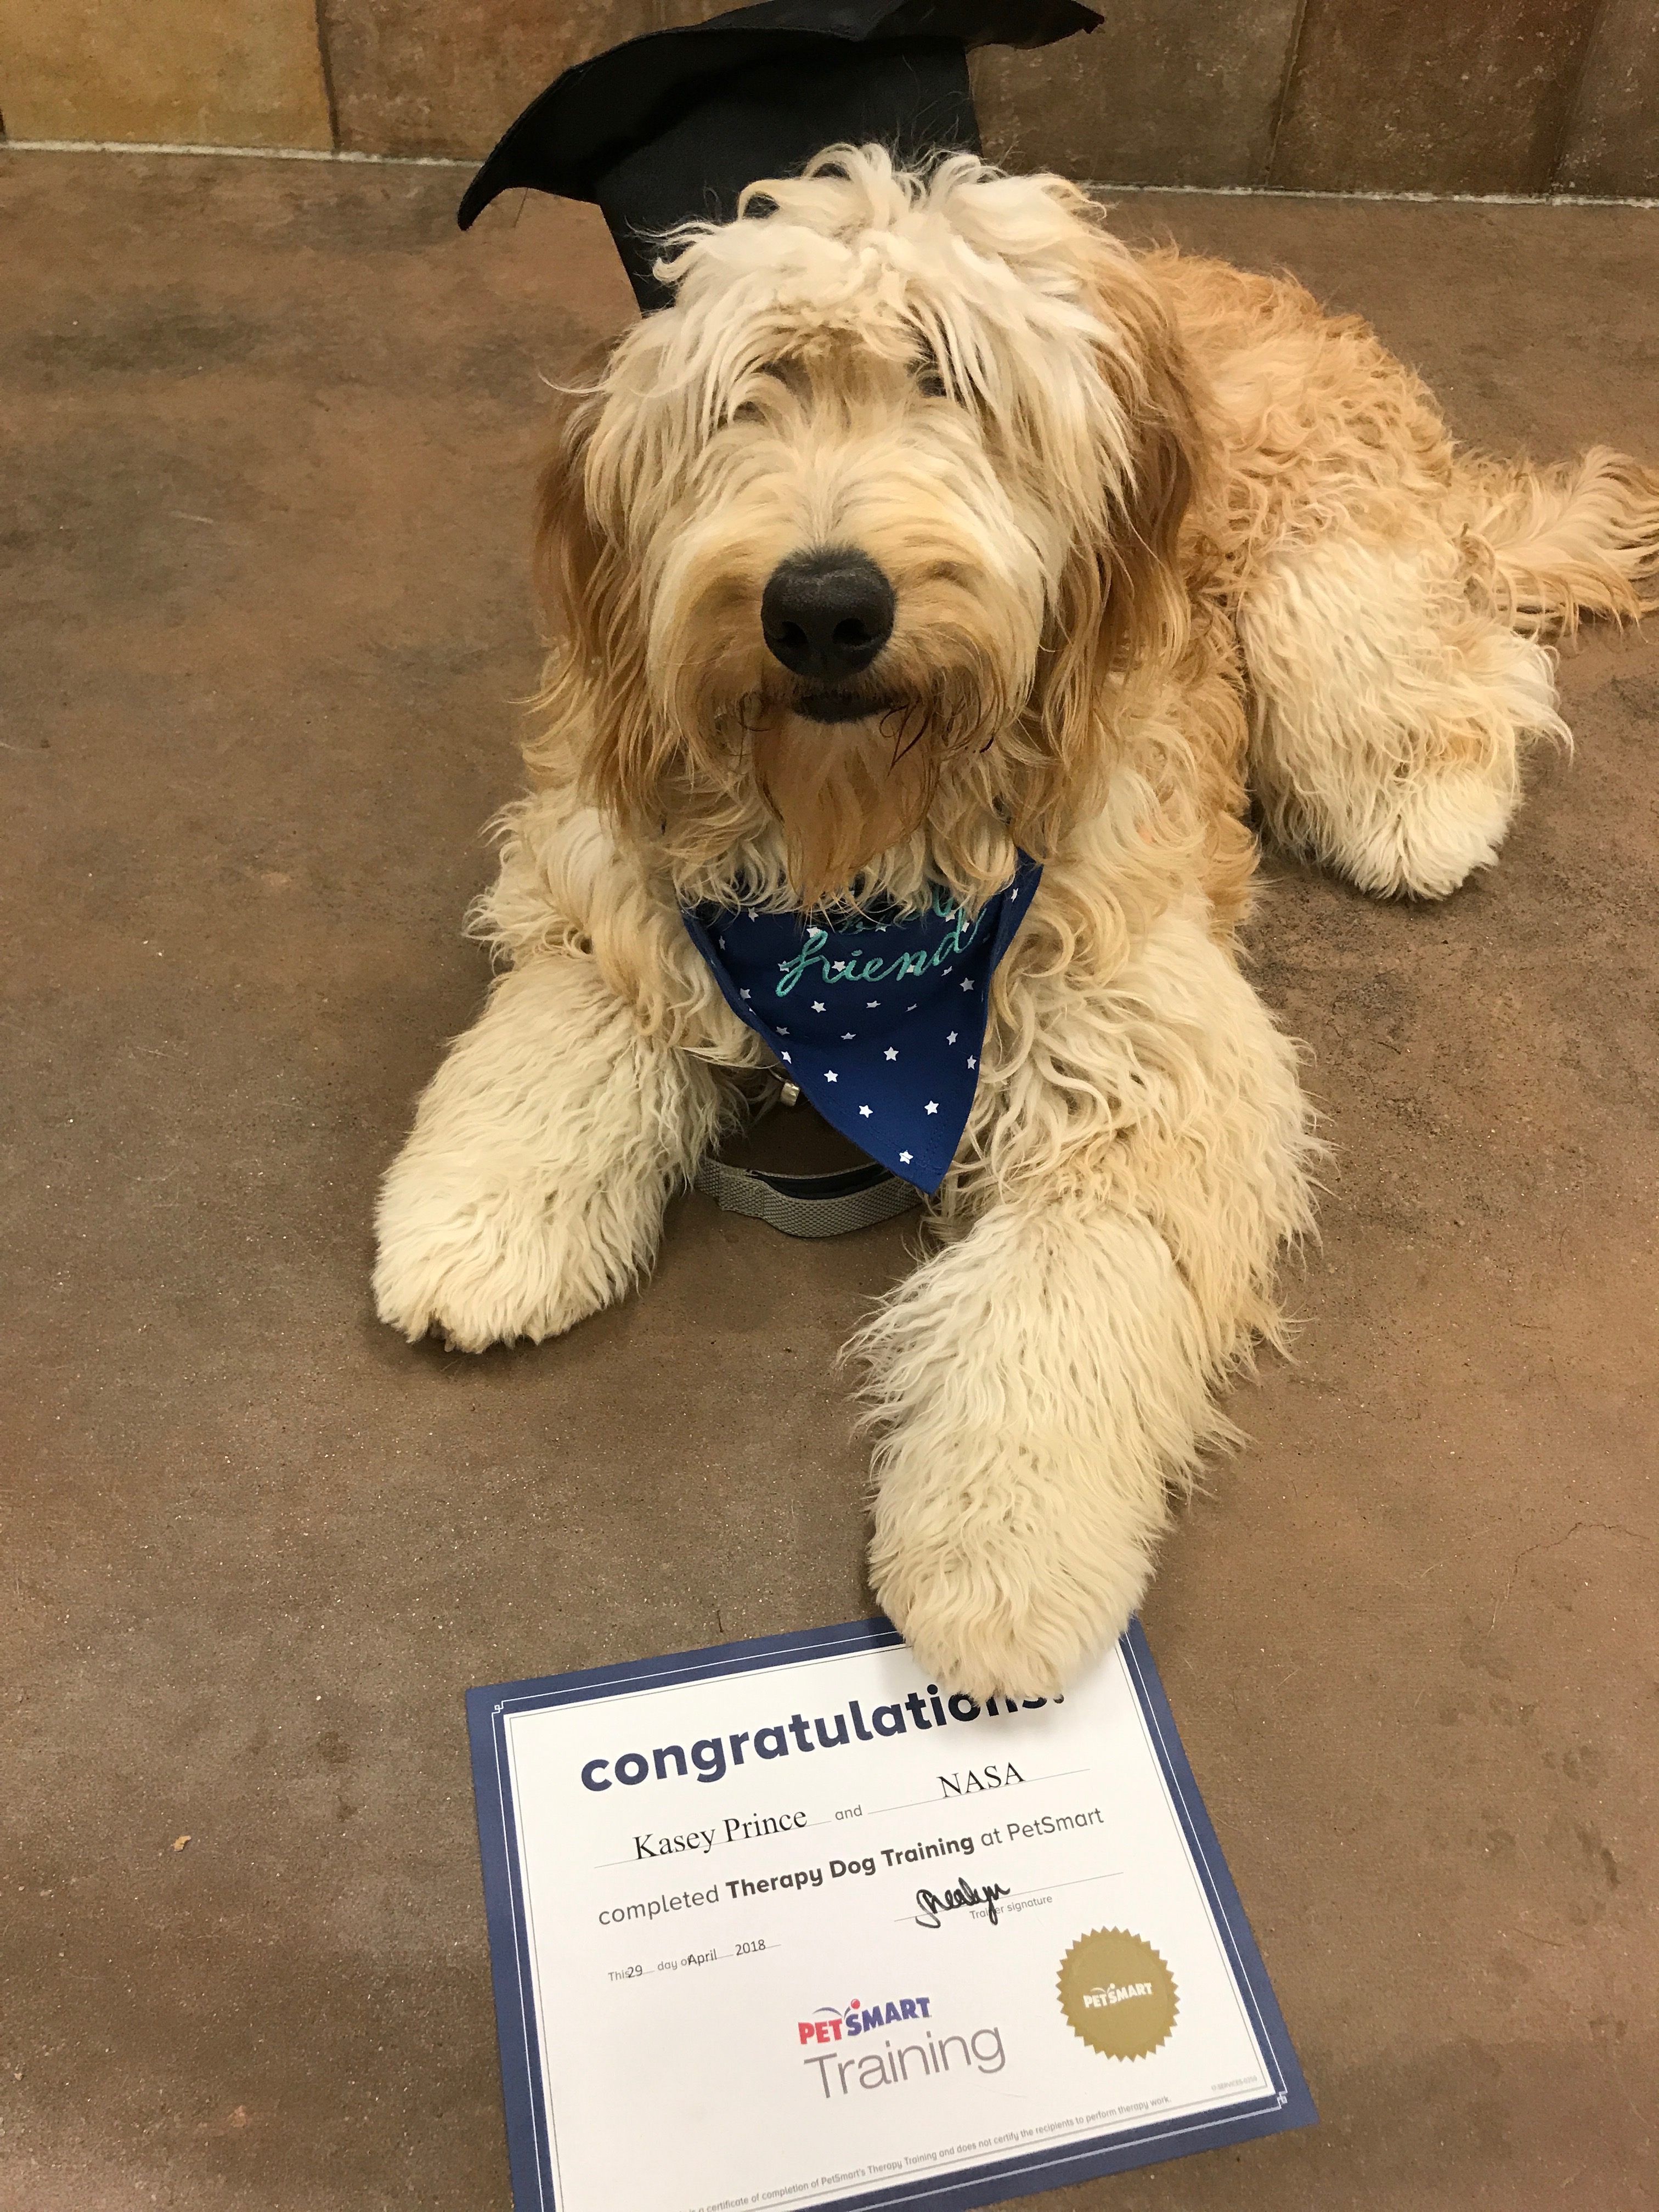 friend
congratulations!
Kasey Prince and NASA
completed Therapy Dog Training at PetSmart
Trainer signature
This 29 day of April 2018
PETSMART
PETSMART
Training
a certificate of completion of PetSmart's Therapy Training and does not certify the recipients to perform therapy work.